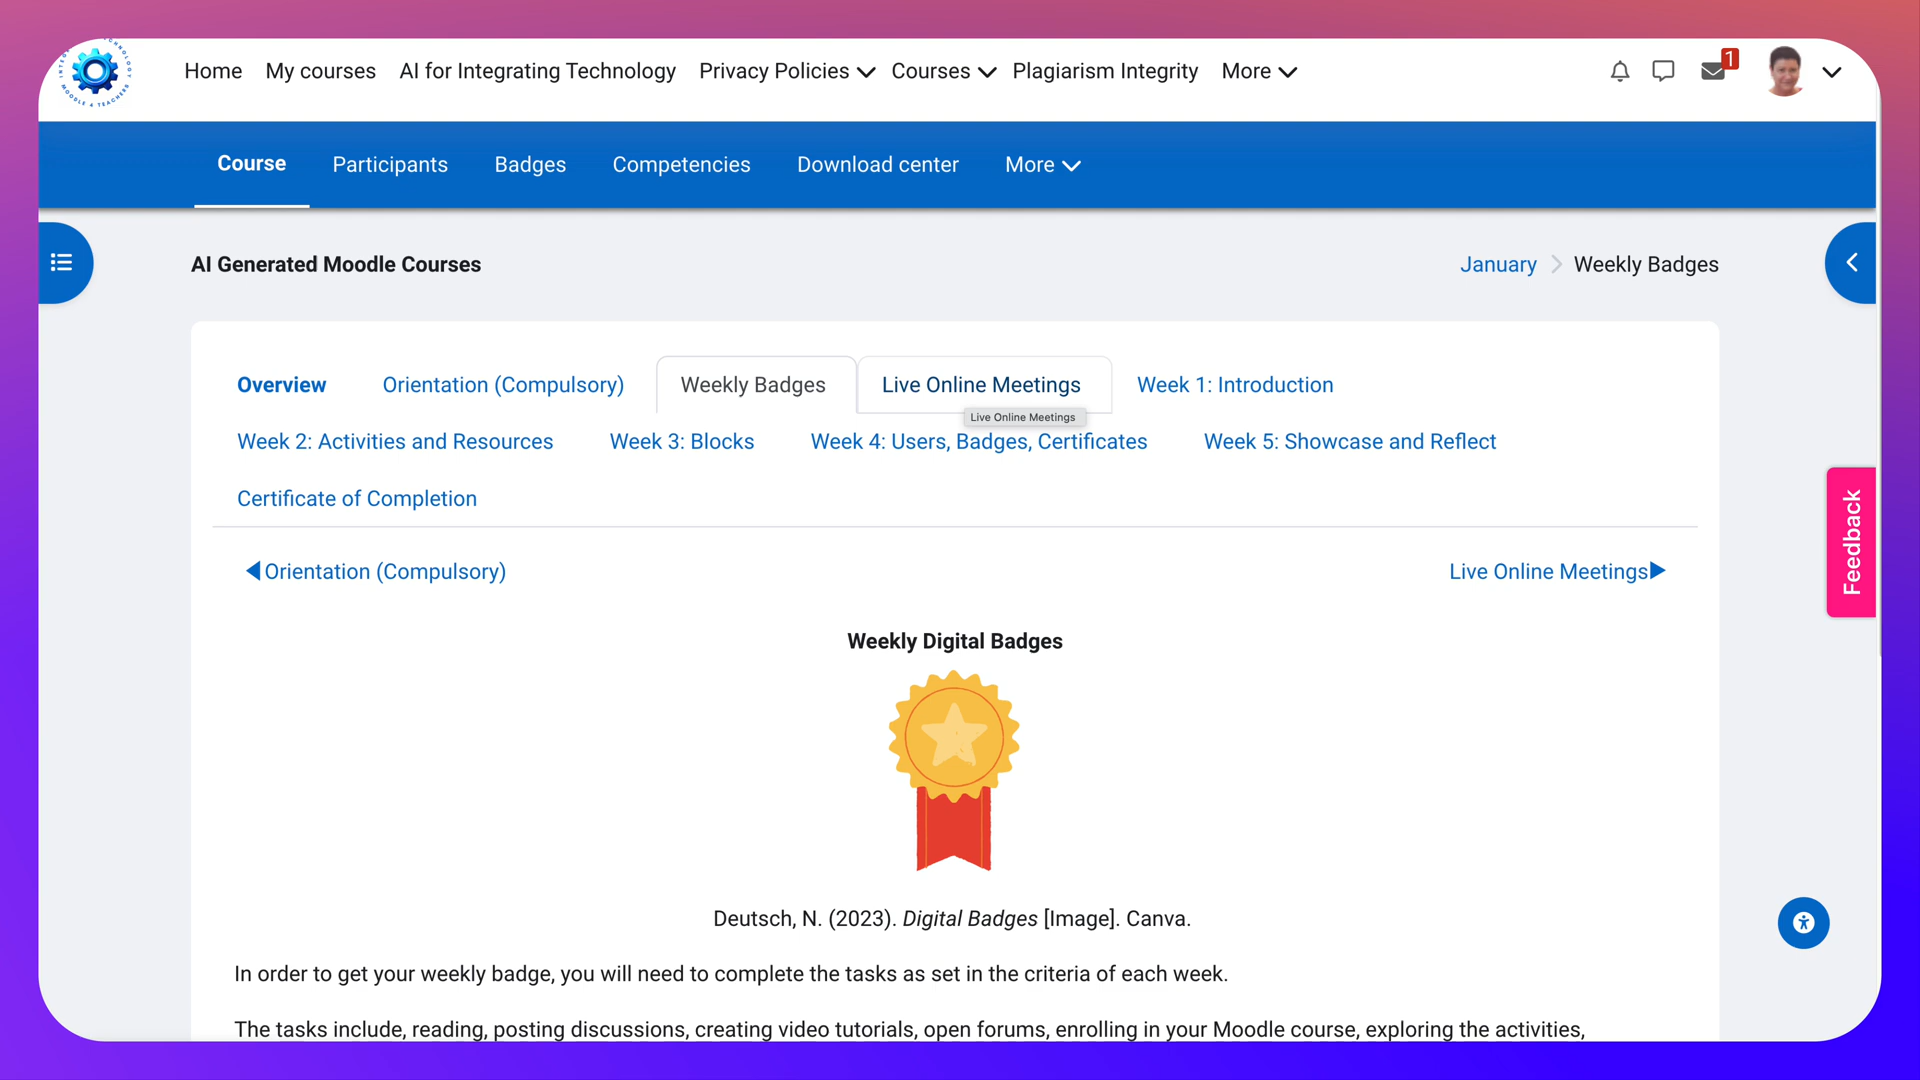 INTEGRATING TECHNOLOGY
MOODLE 4 TEACHERS
Home My courses AI for Integrating Technology Privacy Policies Courses Plagiarism Integrity More
1
Course Participants Badges Competencies Download center More
AI Generated Moodle Courses
January Weekly Badges
Overview Orientation (Compulsory) Weekly Badges Live Online Meetings Week 1: Introduction
Live Online Meetings
Week 2: Activities and Resources Week 3: Blocks Week 4: Users, Badges, Certificates Week 5: Showcase and Reflect
Certificate of Completion
Feedback
Orientation (Compulsory) Live Online Meetings
Weekly Digital Badges
Deutsch, N. (2023). Digital Badges [Image]. Canva.
In order to get your weekly badge, you will need to complete the tasks as set in the criteria of each week.
The tasks include, reading, posting discussions, creating video tutorials, open forums, enrolling in your Moodle course, exploring the activities,